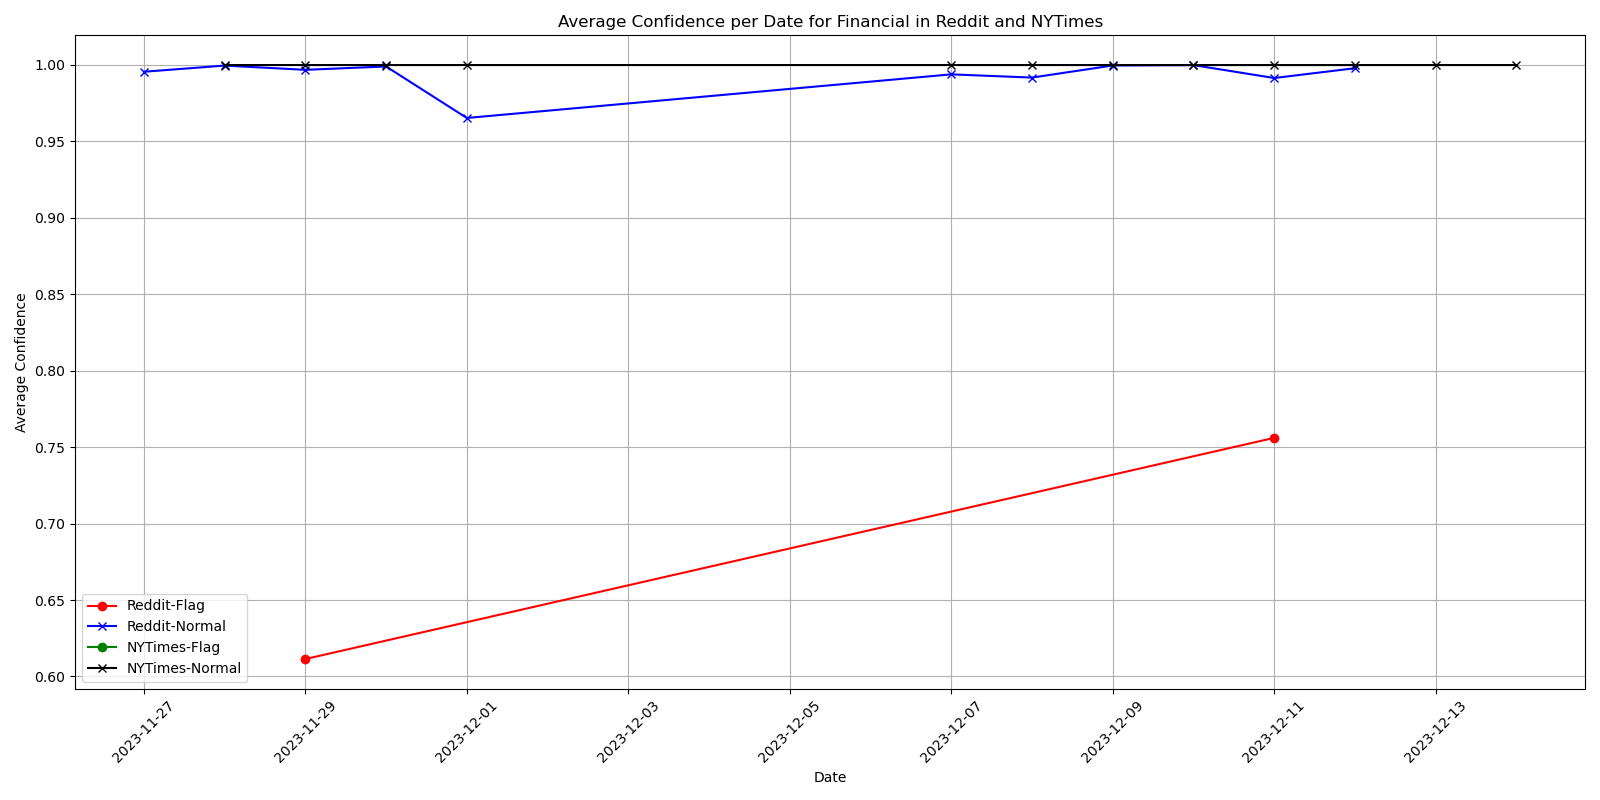 Average Confidence per Date for Financial in Reddit and NYTimes
Average Confidence
1.00
0.95
0.90
0.85
0.80
0.75
0.70
0.65
0.60
Reddit-Flag
Reddit-Normal
NYTimes-Flag
NYTimes-Normal
2023-11-27
2023-11-29
2023-12-01
2023-12-03
2023-12-05
2023-12-07
2023-12-09
2023-12-11
2023-12-13
Date